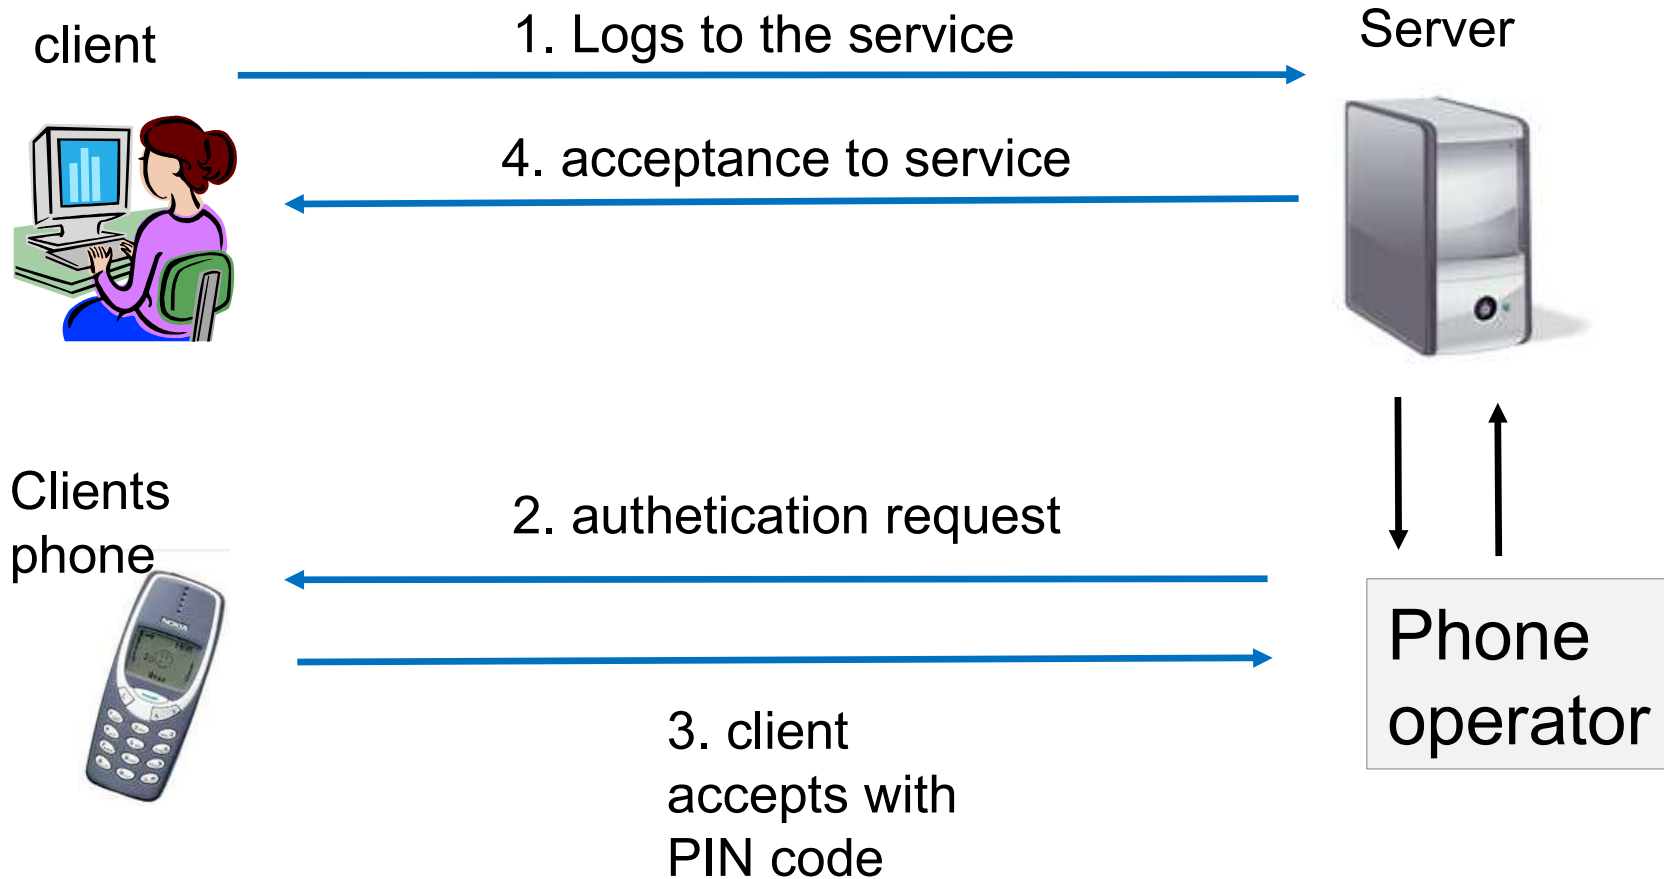 client
1. Logs to the service
Server
4. acceptance to service
Clients
phone
2. authetication request
NOKIA
Phone
operator
3. client
accepts with
PIN code